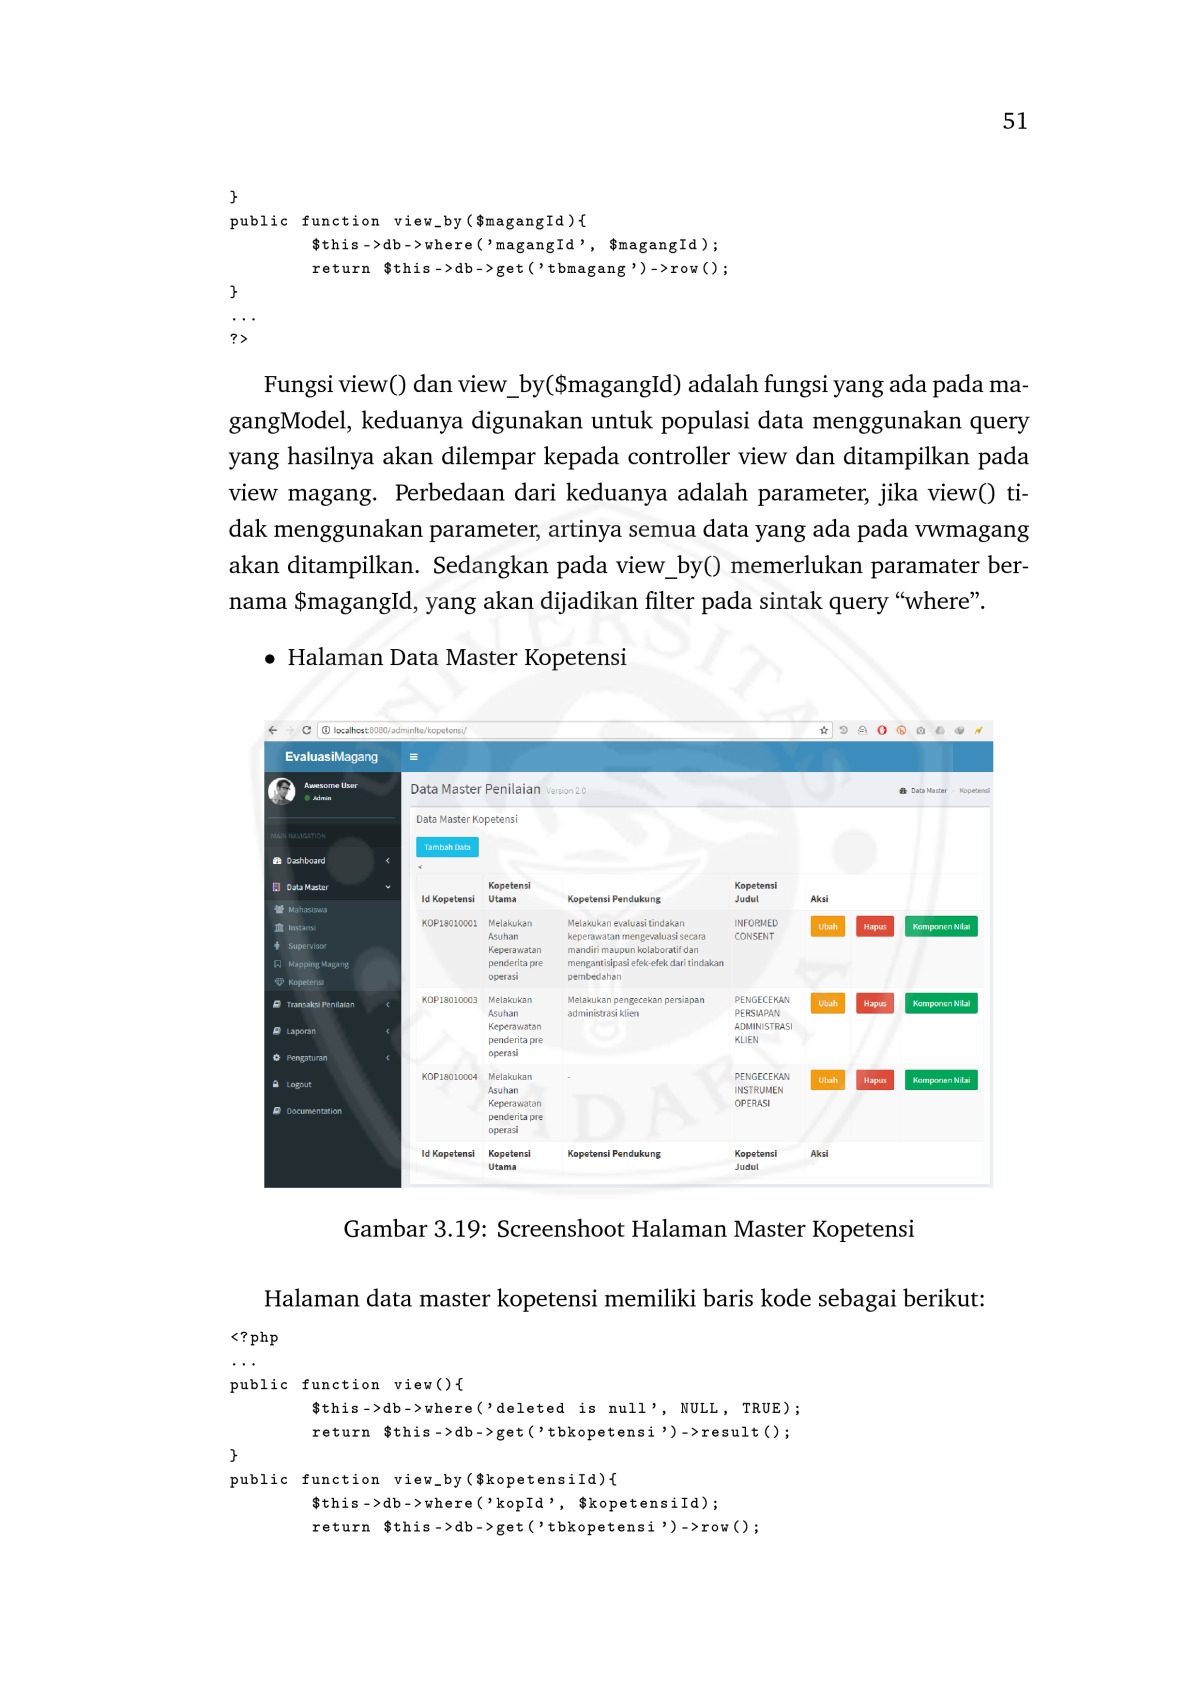 51
}
public function view_by($magangId){
$this->db->where('magangId', $magangId);
return $this->db->get('tbmagang')->row();
}
...
?>
Fungsi view() dan view_by($magangId) adalah fungsi yang ada pada ma-
gangModel, keduanya digunakan untuk populasi data menggunakan query
yang hasilnya akan dilempar kepada controller view dan ditampilkan pada
view magang. Perbedaan dari keduanya adalah parameter, jika view() ti-
dak menggunakan parameter, artinya semua data yang ada pada vwmagang
akan ditampilkan. Sedangkan pada view_by() memerlukan paramater ber-
nama $magangId, yang akan dijadikan filter pada sintak query “where”.
• Halaman Data Master Kopetensi
localhost:8080/adminlte/kopetensi/
EvaluasiMagang
Awesome User
Admin
MAIN NAVIGATION
Dashboard
Data Master
Mahasiswa
Instansi
Supervisor
Mapping Magang
Kopetensi
Transaksi Penilaian
Laporan
Pengaturan
Logout
Documentation
Data Master Penilaian Version 2.0
Data Master > Kopetensi
Data Master Kopetensi
Tambah Data
<
Id Kopetensi
Kopetensi
Utama
Kopetensi Pendukung
Kopetensi
Judul
Aksi
KOP18010001
Melakukan
Asuhan
Keperawatan
penderita pre
operasi
Melakukan evaluasi tindakan
keperawatan mengevaluasi secara
mandiri maupun kolaboratif dan
mengantisipasi efek-efek dari tindakan
pembedahan
INFORMED
CONSENT
Ubah Hapus Komponen Nilai
KOP18010003
Melakukan
Asuhan
Keperawatan
penderita pre
operasi
Melakukan pengecekan persiapan
administrasi klien
PENGECEKAN
PERSIAPAN
ADMINISTRASI
KLIEN
Ubah Hapus Komponen Nilai
KOP18010004
Melakukan
Asuhan
Keperawatan
penderita pre
operasi
-
PENGECEKAN
INSTRUMEN
OPERASI
Ubah Hapus Komponen Nilai
Id Kopetensi
Kopetensi
Utama
Kopetensi Pendukung
Kopetensi
Judul
Aksi
Gambar 3.19: Screenshoot Halaman Master Kopetensi
Halaman data master kopetensi memiliki baris kode sebagai berikut:
<?php
...
public function view(){
$this->db->where('deleted is null', NULL, TRUE);
return $this->db->get('tbkopetensi')->result();
}
public function view_by($kopetensiId){
$this->db->where('kopId', $kopetensiId);
return $this->db->get('tbkopetensi')->row();